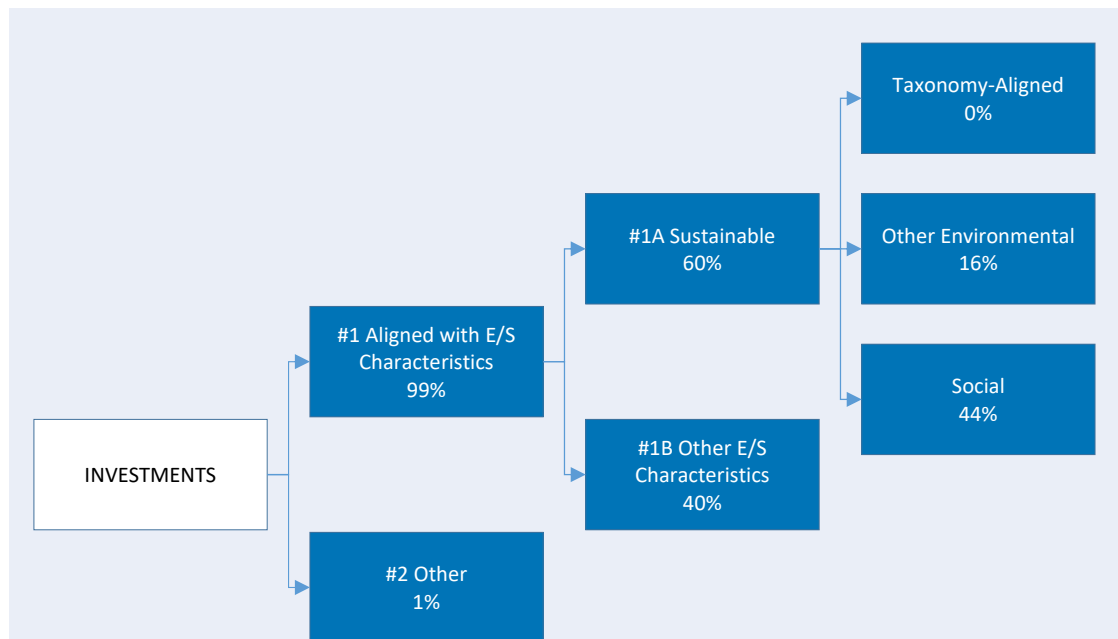 INVESTMENTS
#1 Aligned with E/S
Characteristics
99%
#2 Other
1%
#1A Sustainable
60%
#1B Other E/S
Characteristics
40%
Taxonomy-Aligned
0%
Other Environmental
16%
Social
44%